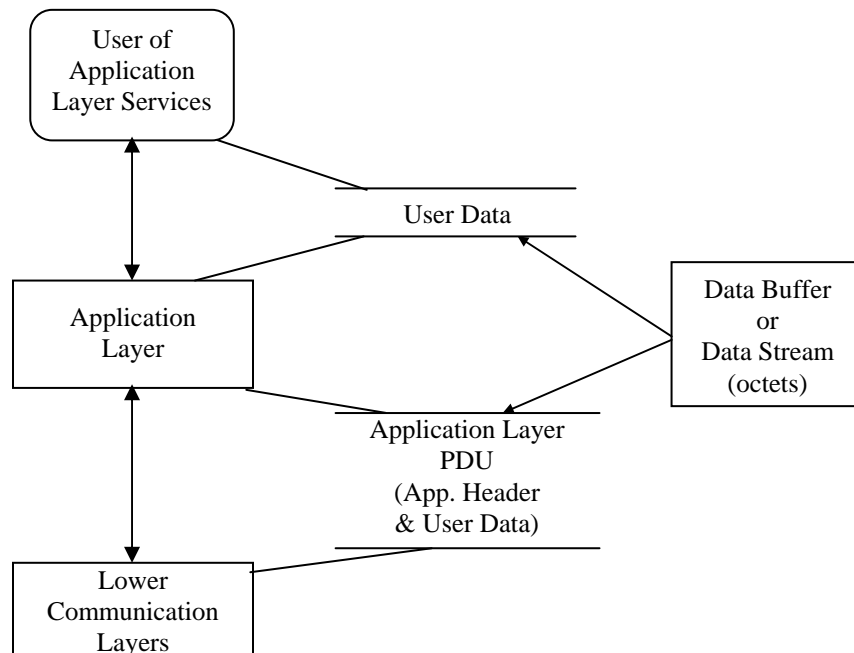 User of
Application
Layer Services
User Data
Application
Layer
Data Buffer
or
Data Stream
(octets)
Application Layer
PDU
(App. Header
& User Data)
Lower
Communication
Layers